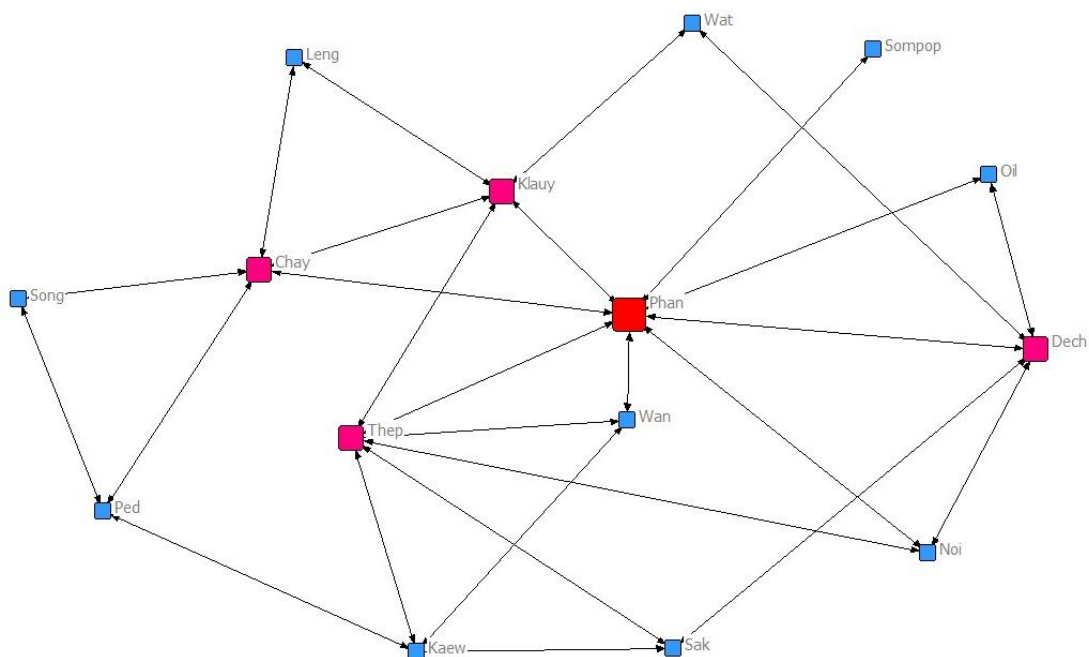 Wat
Sompop
Leng
Oil
Klauy
Chay
Song
Phan
Dech
Wan
Thep
Ped
Noi
Sak
Kaew